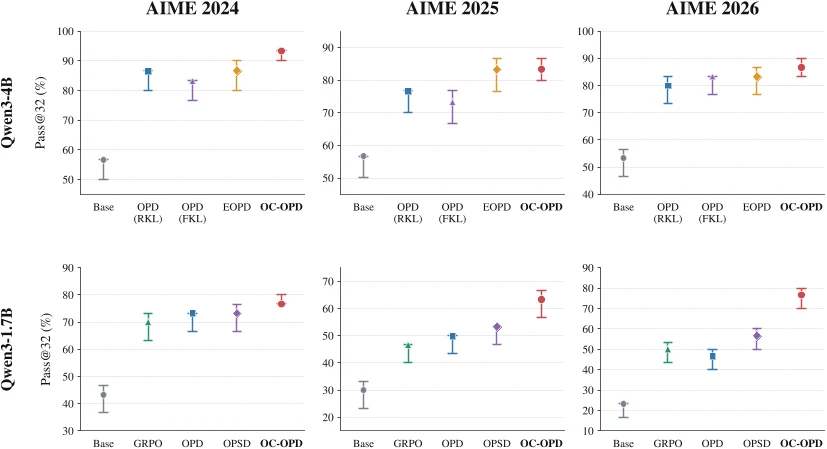 AIME 2024
AIME 2025
AIME 2026
Qwen3-4B
Pass@32 (%)
100
90
80
70
60
50
Base
OPD
(RKL)
OPD
(FKL)
EOPD
OC-OPD
90
80
70
60
50
Base
OPD
(RKL)
OPD
(FKL)
EOPD
OC-OPD
100
90
80
70
60
50
40
Base
OPD
(RKL)
OPD
(FKL)
EOPD
OC-OPD
Qwen3-1.7B
Pass@32 (%)
90
80
70
60
50
40
30
Base
GRPO
OPD
OPSD
OC-OPD
70
60
50
40
30
20
Base
GRPO
OPD
OPSD
OC-OPD
90
80
70
60
50
40
30
20
10
Base
GRPO
OPD
OPSD
OC-OPD